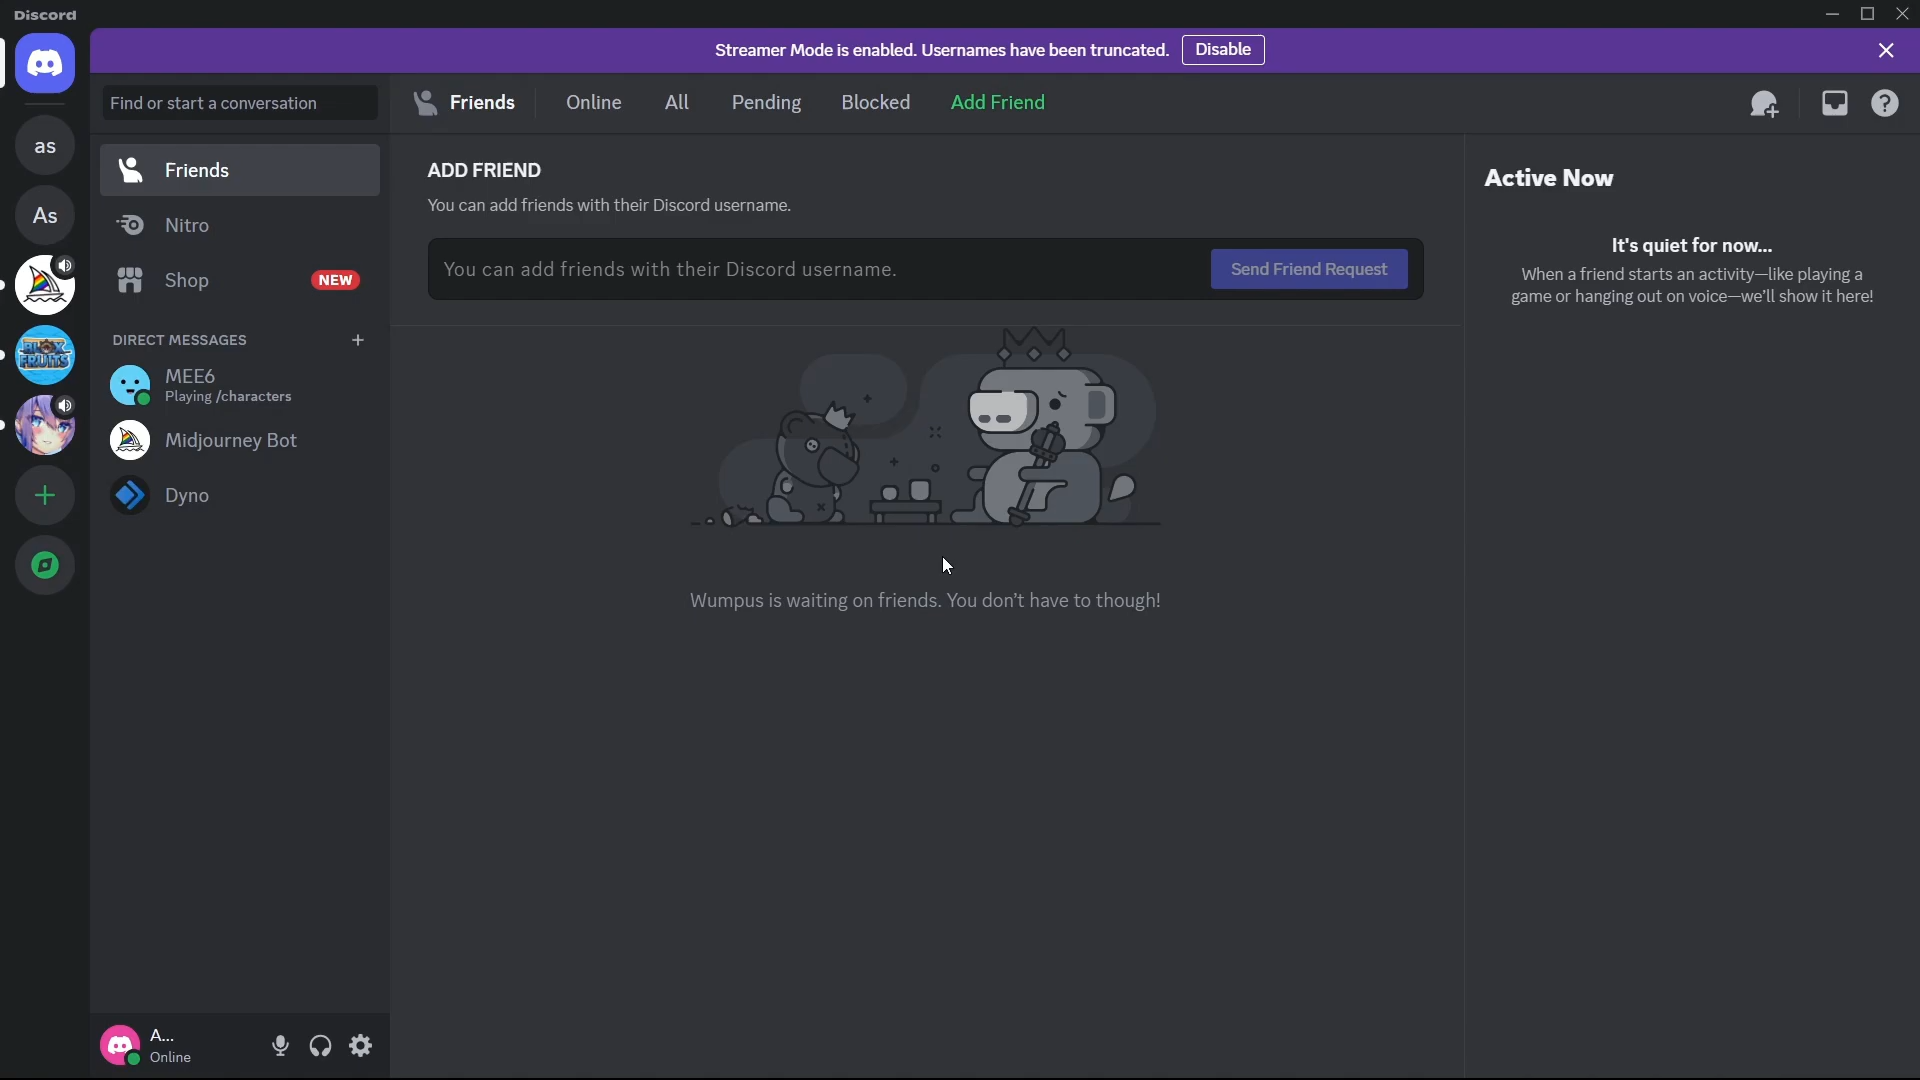 Discord
Streamer Mode is enabled. Usernames have been truncated. Disable
Find or start a conversation
Friends Online All Pending Blocked Add Friend
as
As
BLOX FRUITS
Friends
Nitro
Shop NEW
DIRECT MESSAGES
MEE6
Playing /characters
Midjourney Bot
Dyno
A...
Online
ADD FRIEND
You can add friends with their Discord username.
You can add friends with their Discord username. Send Friend Request
Wumpus is waiting on friends. You don't have to though!
Active Now
It's quiet for now...
When a friend starts an activity—like playing a
game or hanging out on voice—we'll show it here!